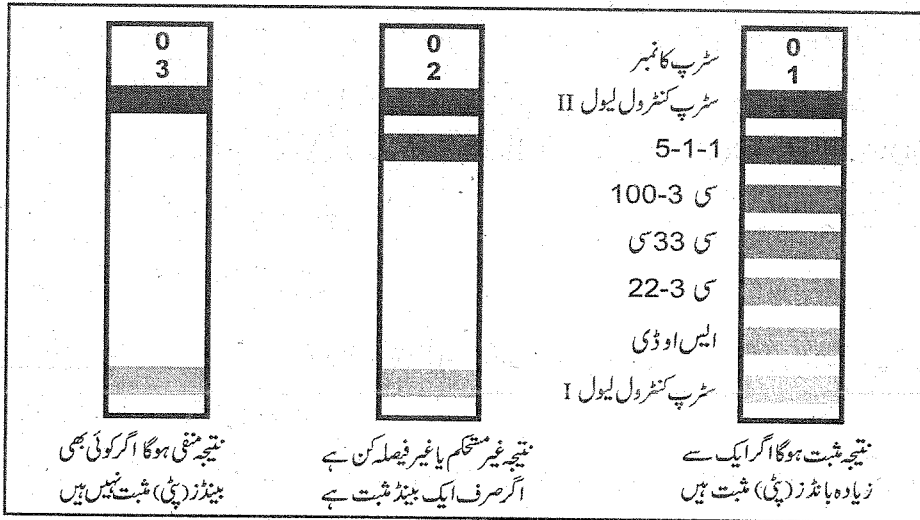 0
1
سٹرپ کا نمبر
سٹرپ کنٹرول لیول II
5-1-1
سی 3-100
سی 33 سی
سی 3-22
ایس او ڈی
سٹرپ کنٹرول لیول I
نتیجہ مثبت ہوگا اگر ایک سے
زیادہ بانڈز (پٹی) مثبت ہیں
0
2
نتیجہ غیر مستحکم یا غیر فیصلہ کن ہے
اگر صرف ایک بینڈ مثبت ہے
0
3
نتیجہ منفی ہوگا اگر کوئی بھی
بینڈز (پٹی) مثبت نہیں ہیں